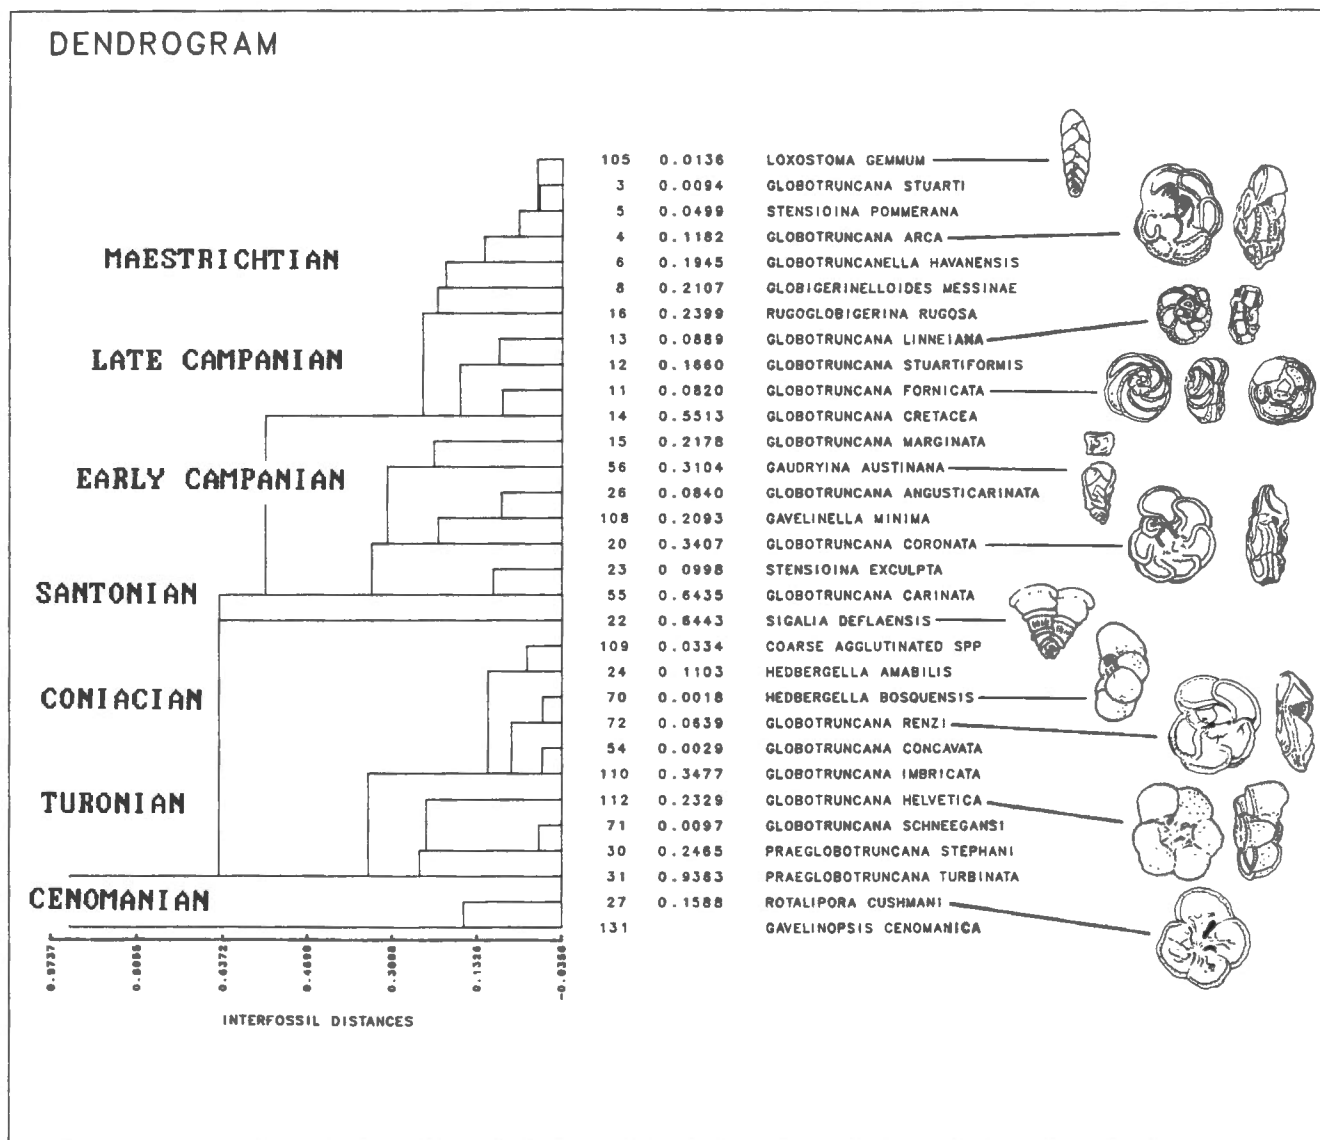 DENDROGRAM
105 0.0136 LOXOSTOMA GEMMUM
3 0.0094 GLOBOTRUNCANA STUARTI
5 0.0499 STENSIOINA POMMERANA
4 0.1182 GLOBOTRUNCANA ARCA
MAESTRICHTIAN
6 0.1945 GLOBOTRUNCANELLA HAVANENSIS
8 0.2107 GLOBIGERINELLOIDES MESSINAE
16 0.2399 RUGOGLOBIGERINA RUGOSA
13 0.0889 GLOBOTRUNCANA LINNEIANA
LATE CAMPANIAN
12 0.1660 GLOBOTRUNCANA STUARTIFORMIS
11 0.0820 GLOBOTRUNCANA FORNICATA
14 0.5513 GLOBOTRUNCANA CRETACEA
15 0.2178 GLOBOTRUNCANA MARGINATA
56 0.3104 GAUDRYINA AUSTINANA
EARLY CAMPANIAN
26 0.0840 GLOBOTRUNCANA ANGUSTICARINATA
108 0.2093 GAVELINELLA MINIMA
20 0.3407 GLOBOTRUNCANA CORONATA
23 0 0998 STENSIOINA EXCULPTA
SANTONIAN
55 0.6435 GLOBOTRUNCANA CARINATA
22 0.6443 SIGALIA DEFLAENSIS
109 0.0334 COARSE AGGLUTINATED SPP
24 0 1103 HEDBERGELLA AMABILIS
CONIACIAN
70 0.0018 HEDBERGELLA BOSQUENSIS
72 0.0639 GLOBOTRUNCANA RENZI
54 0.0029 GLOBOTRUNCANA CONCAVATA
110 0.3477 GLOBOTRUNCANA IMBRICATA
TURONIAN
112 0.2329 GLOBOTRUNCANA HELVETICA
71 0.0097 GLOBOTRUNCANA SCHNEEGANSI
30 0.2465 PRAEGLOBOTRUNCANA STEPHANI
31 0.9383 PRAEGLOBOTRUNCANA TURBINATA
CENOMANIAN
27 0.1588 ROTALIPORA CUSHMANI
131 GAVELINOPSIS CENOMANICA
0.6372
INTERFOSSIL DISTANCES